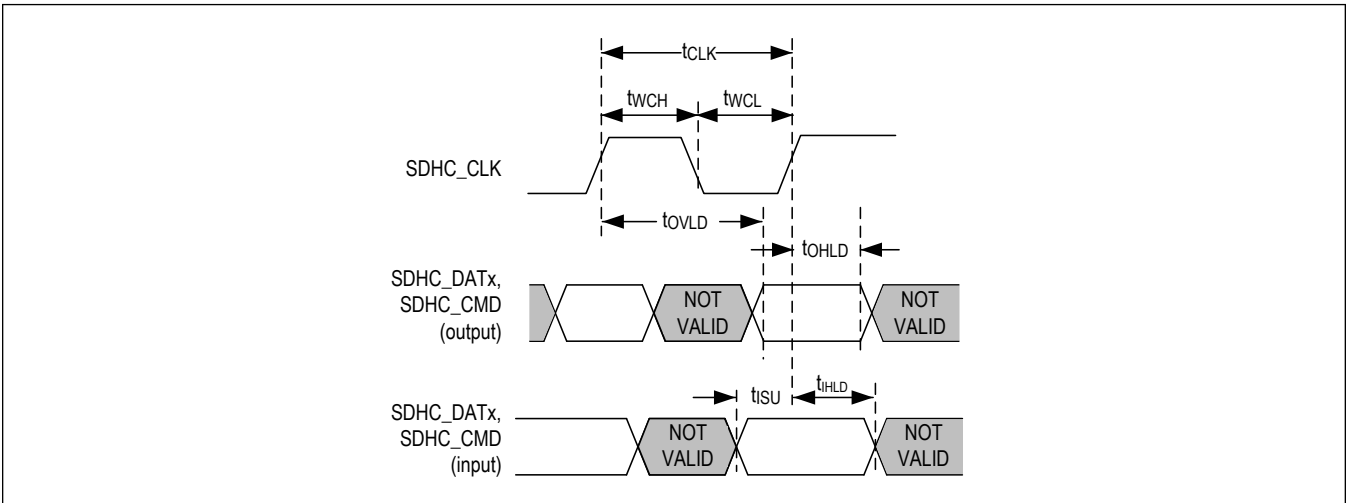 tCLK
tWCH
tWCL
SDHC_CLK
tOVLD
tOHLD
SDHC_DATx,
SDHC_CMD
(output)
NOT
VALID
NOT
VALID
tISU
tIHLD
SDHC_DATx,
SDHC_CMD
(input)
NOT
VALID
NOT
VALID